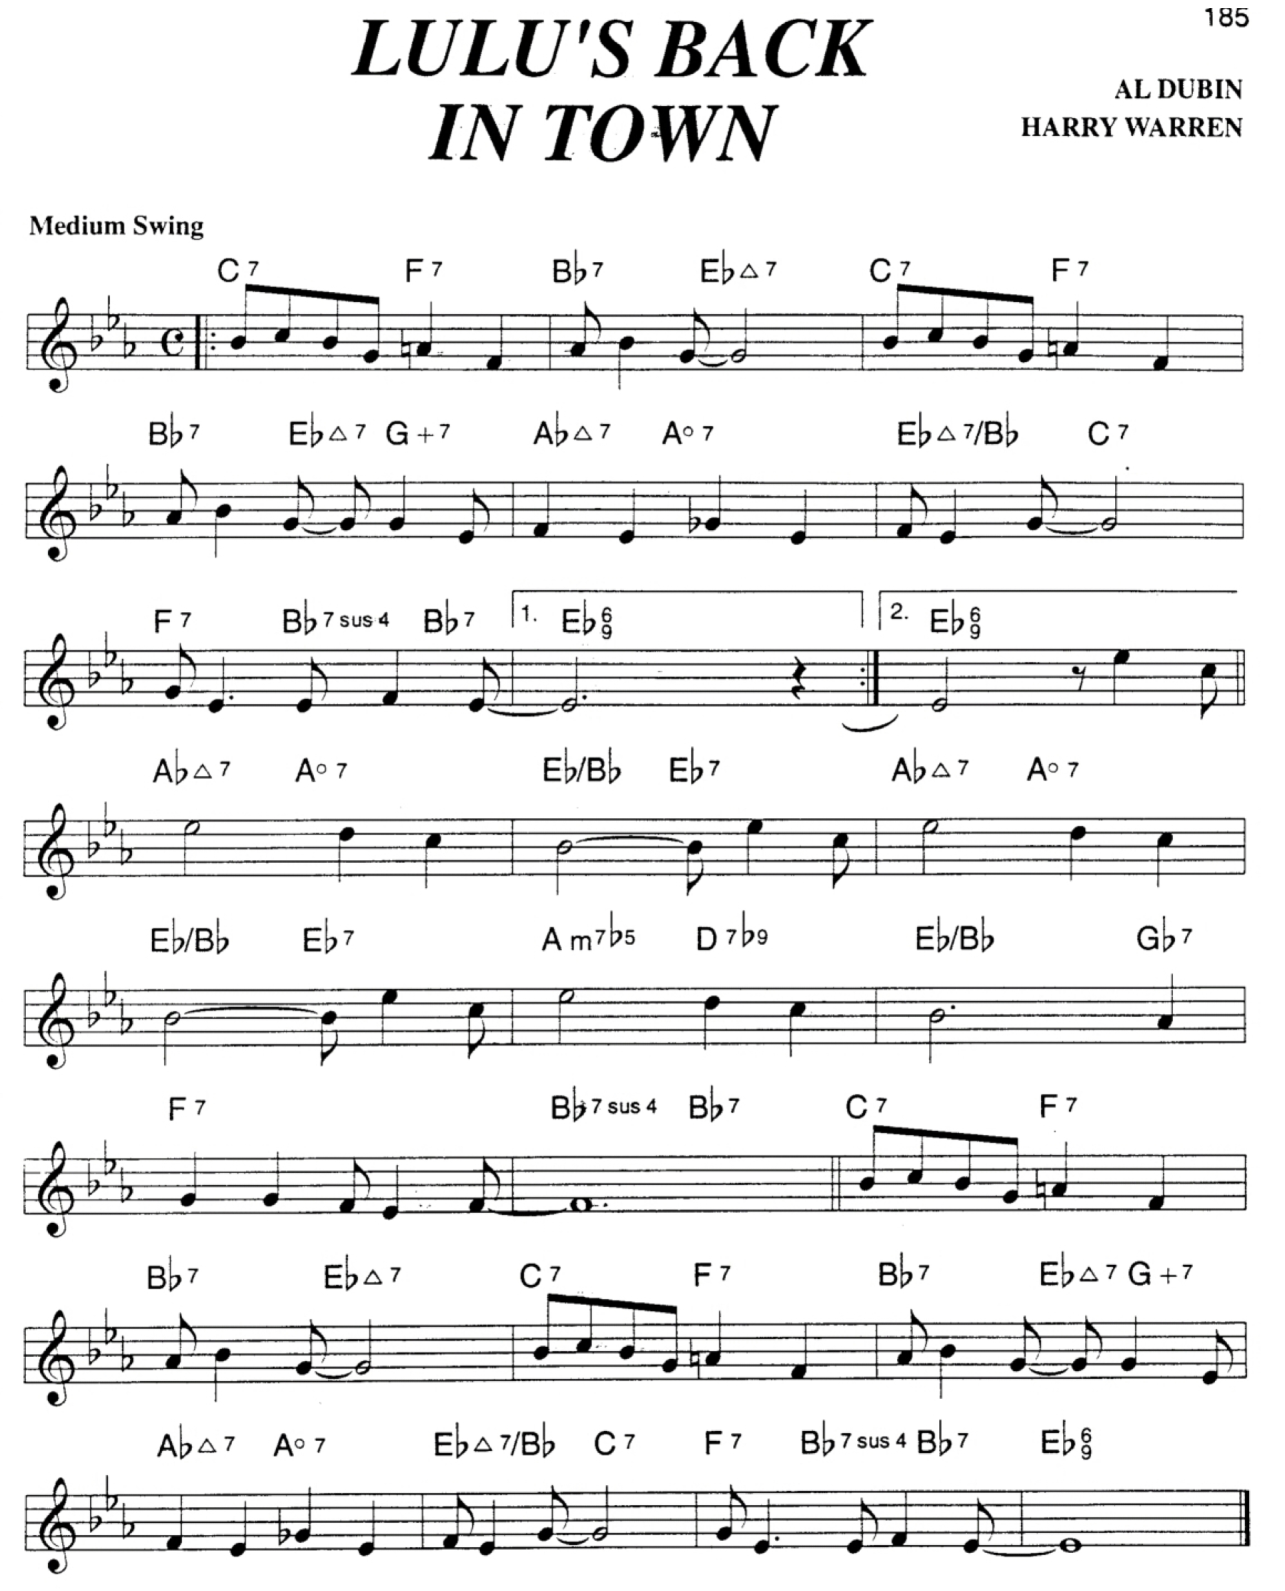 185
LULU'S BACK
IN TOWN
AL DUBIN
HARRY WARREN
Medium Swing
C7 F7 B♭7 E♭△7 C7 F7
B♭7 E♭△7 G+7 A♭△7 A°7 E♭△7/B♭ C7
F7 B♭7sus4 B♭7 1. E♭6/9 2. E♭6/9
A♭△7 A°7 E♭/B♭ E♭7 A♭△7 A°7
E♭/B♭ E♭7 Am7♭5 D7♭9 E♭/B♭ G♭7
F7 B♭7sus4 B♭7 C7 F7
B♭7 E♭△7 C7 F7 B♭7 E♭△7 G+7
A♭△7 A°7 E♭△7/B♭ C7 F7 B♭7sus4 B♭7 E♭6/9